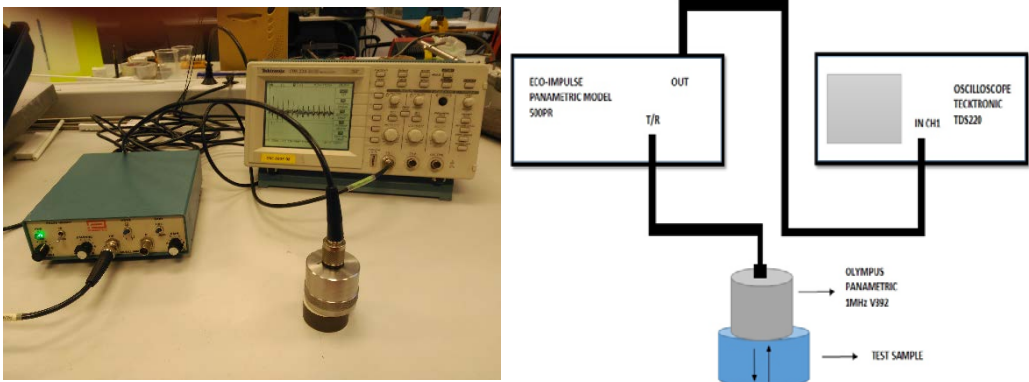 Tektronix
ECO-IMPULSE
PANAMETRIC MODEL
500PR
OUT
T/R
OSCILLOSCOPE
TECKTRONIC
TDS220
IN CH1
OLYMPUS
PANAMETRIC
1MHz V392
TEST SAMPLE